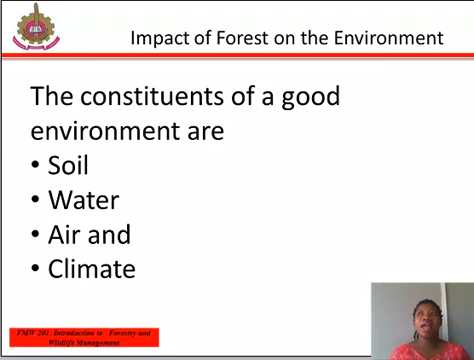 Impact of Forest on the Environment
The constituents of a good
environment are
• Soil
• Water
• Air and
• Climate
FMW 201: Introduction to Forestry and
Wildlife Management